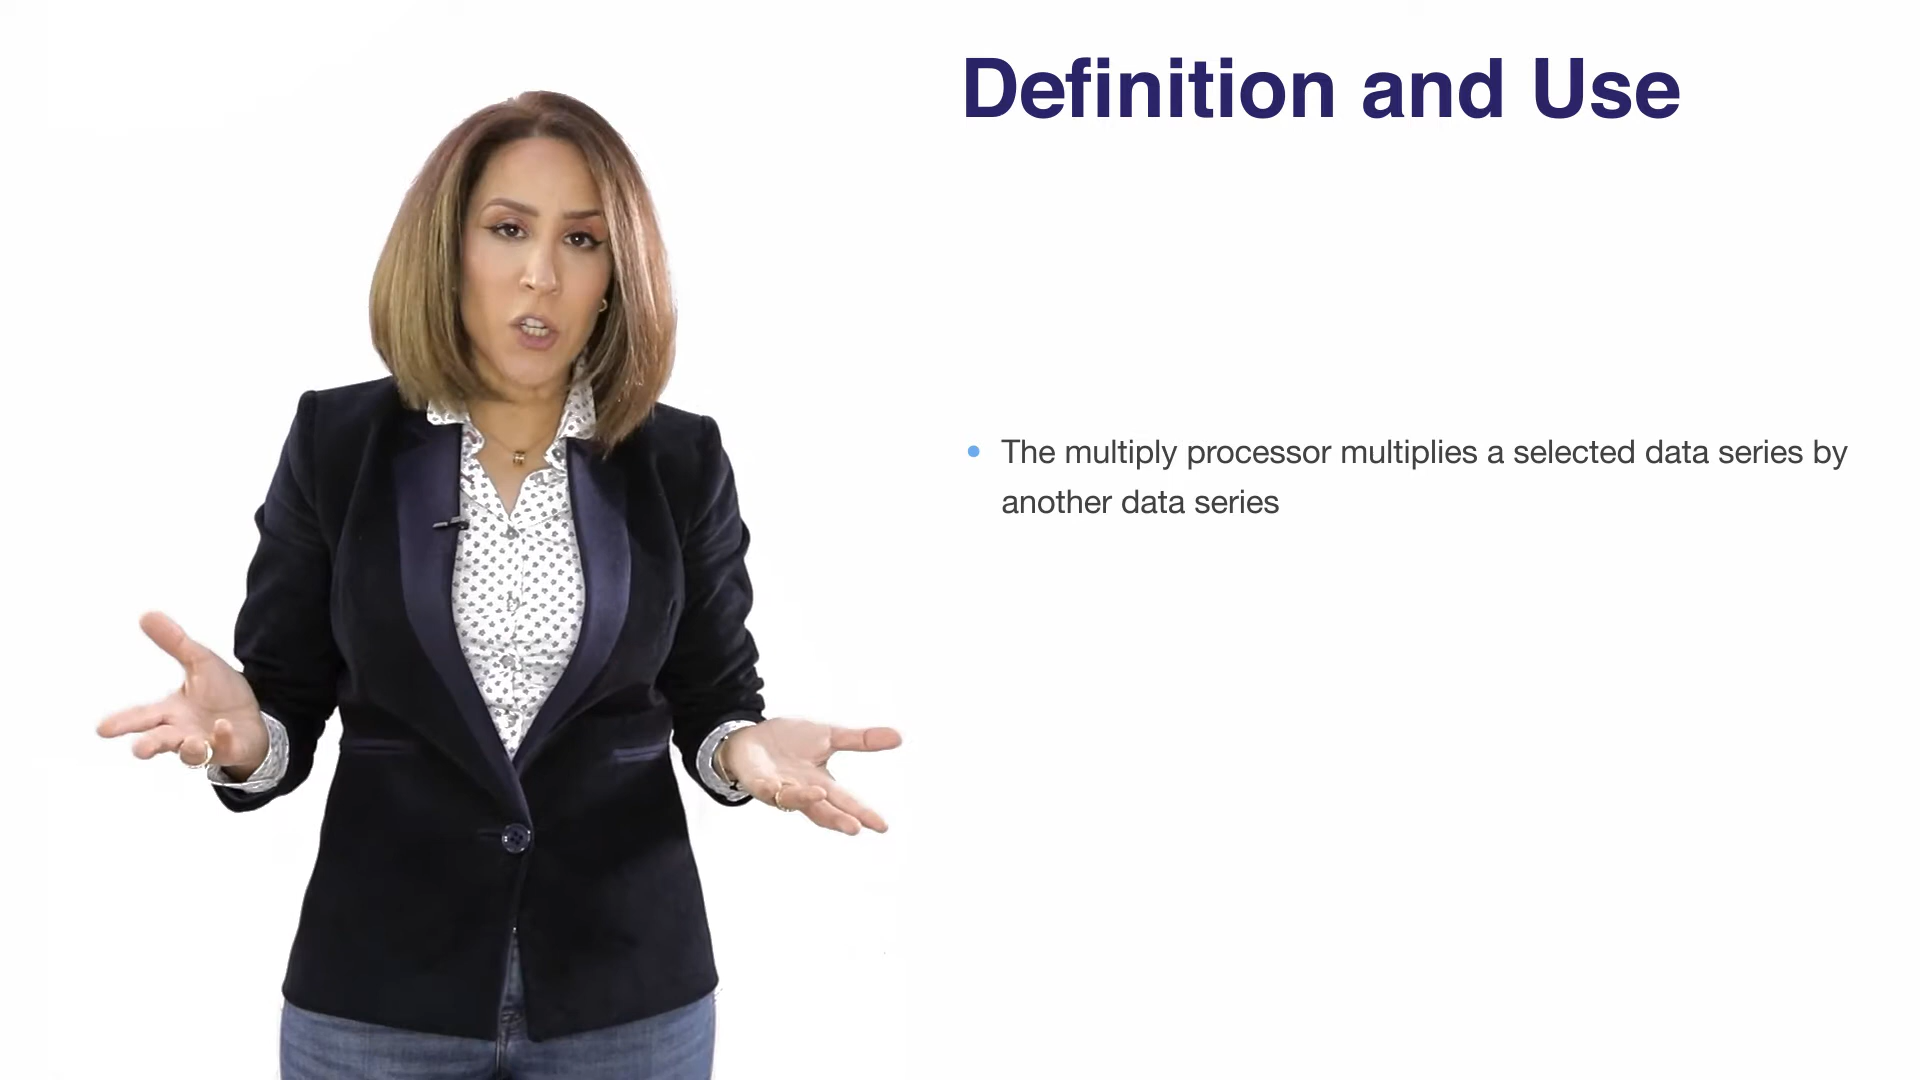 Definition and Use
The multiply processor multiplies a selected data series by
another data series